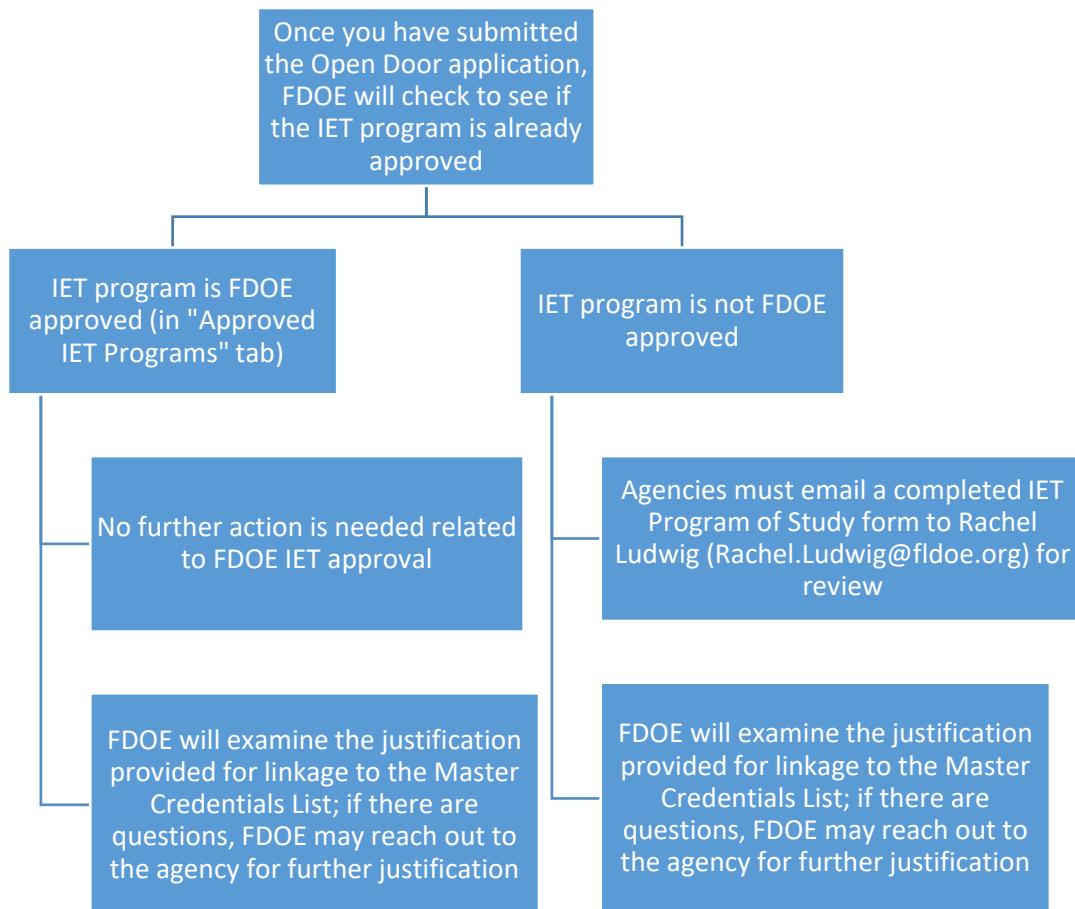 Once you have submitted
the Open Door application,
FDOE will check to see if
the IET program is already
approved
IET program is FDOE
approved (in "Approved
IET Programs" tab)
No further action is needed related
to FDOE IET approval
FDOE will examine the justification
provided for linkage to the Master
Credentials List; if there are
questions, FDOE may reach out to
the agency for further justification
IET program is not FDOE
approved
Agencies must email a completed IET
Program of Study form to Rachel
Ludwig (Rachel.Ludwig@fldoe.org) for
review
FDOE will examine the justification
provided for linkage to the Master
Credentials List; if there are
questions, FDOE may reach out to
the agency for further justification